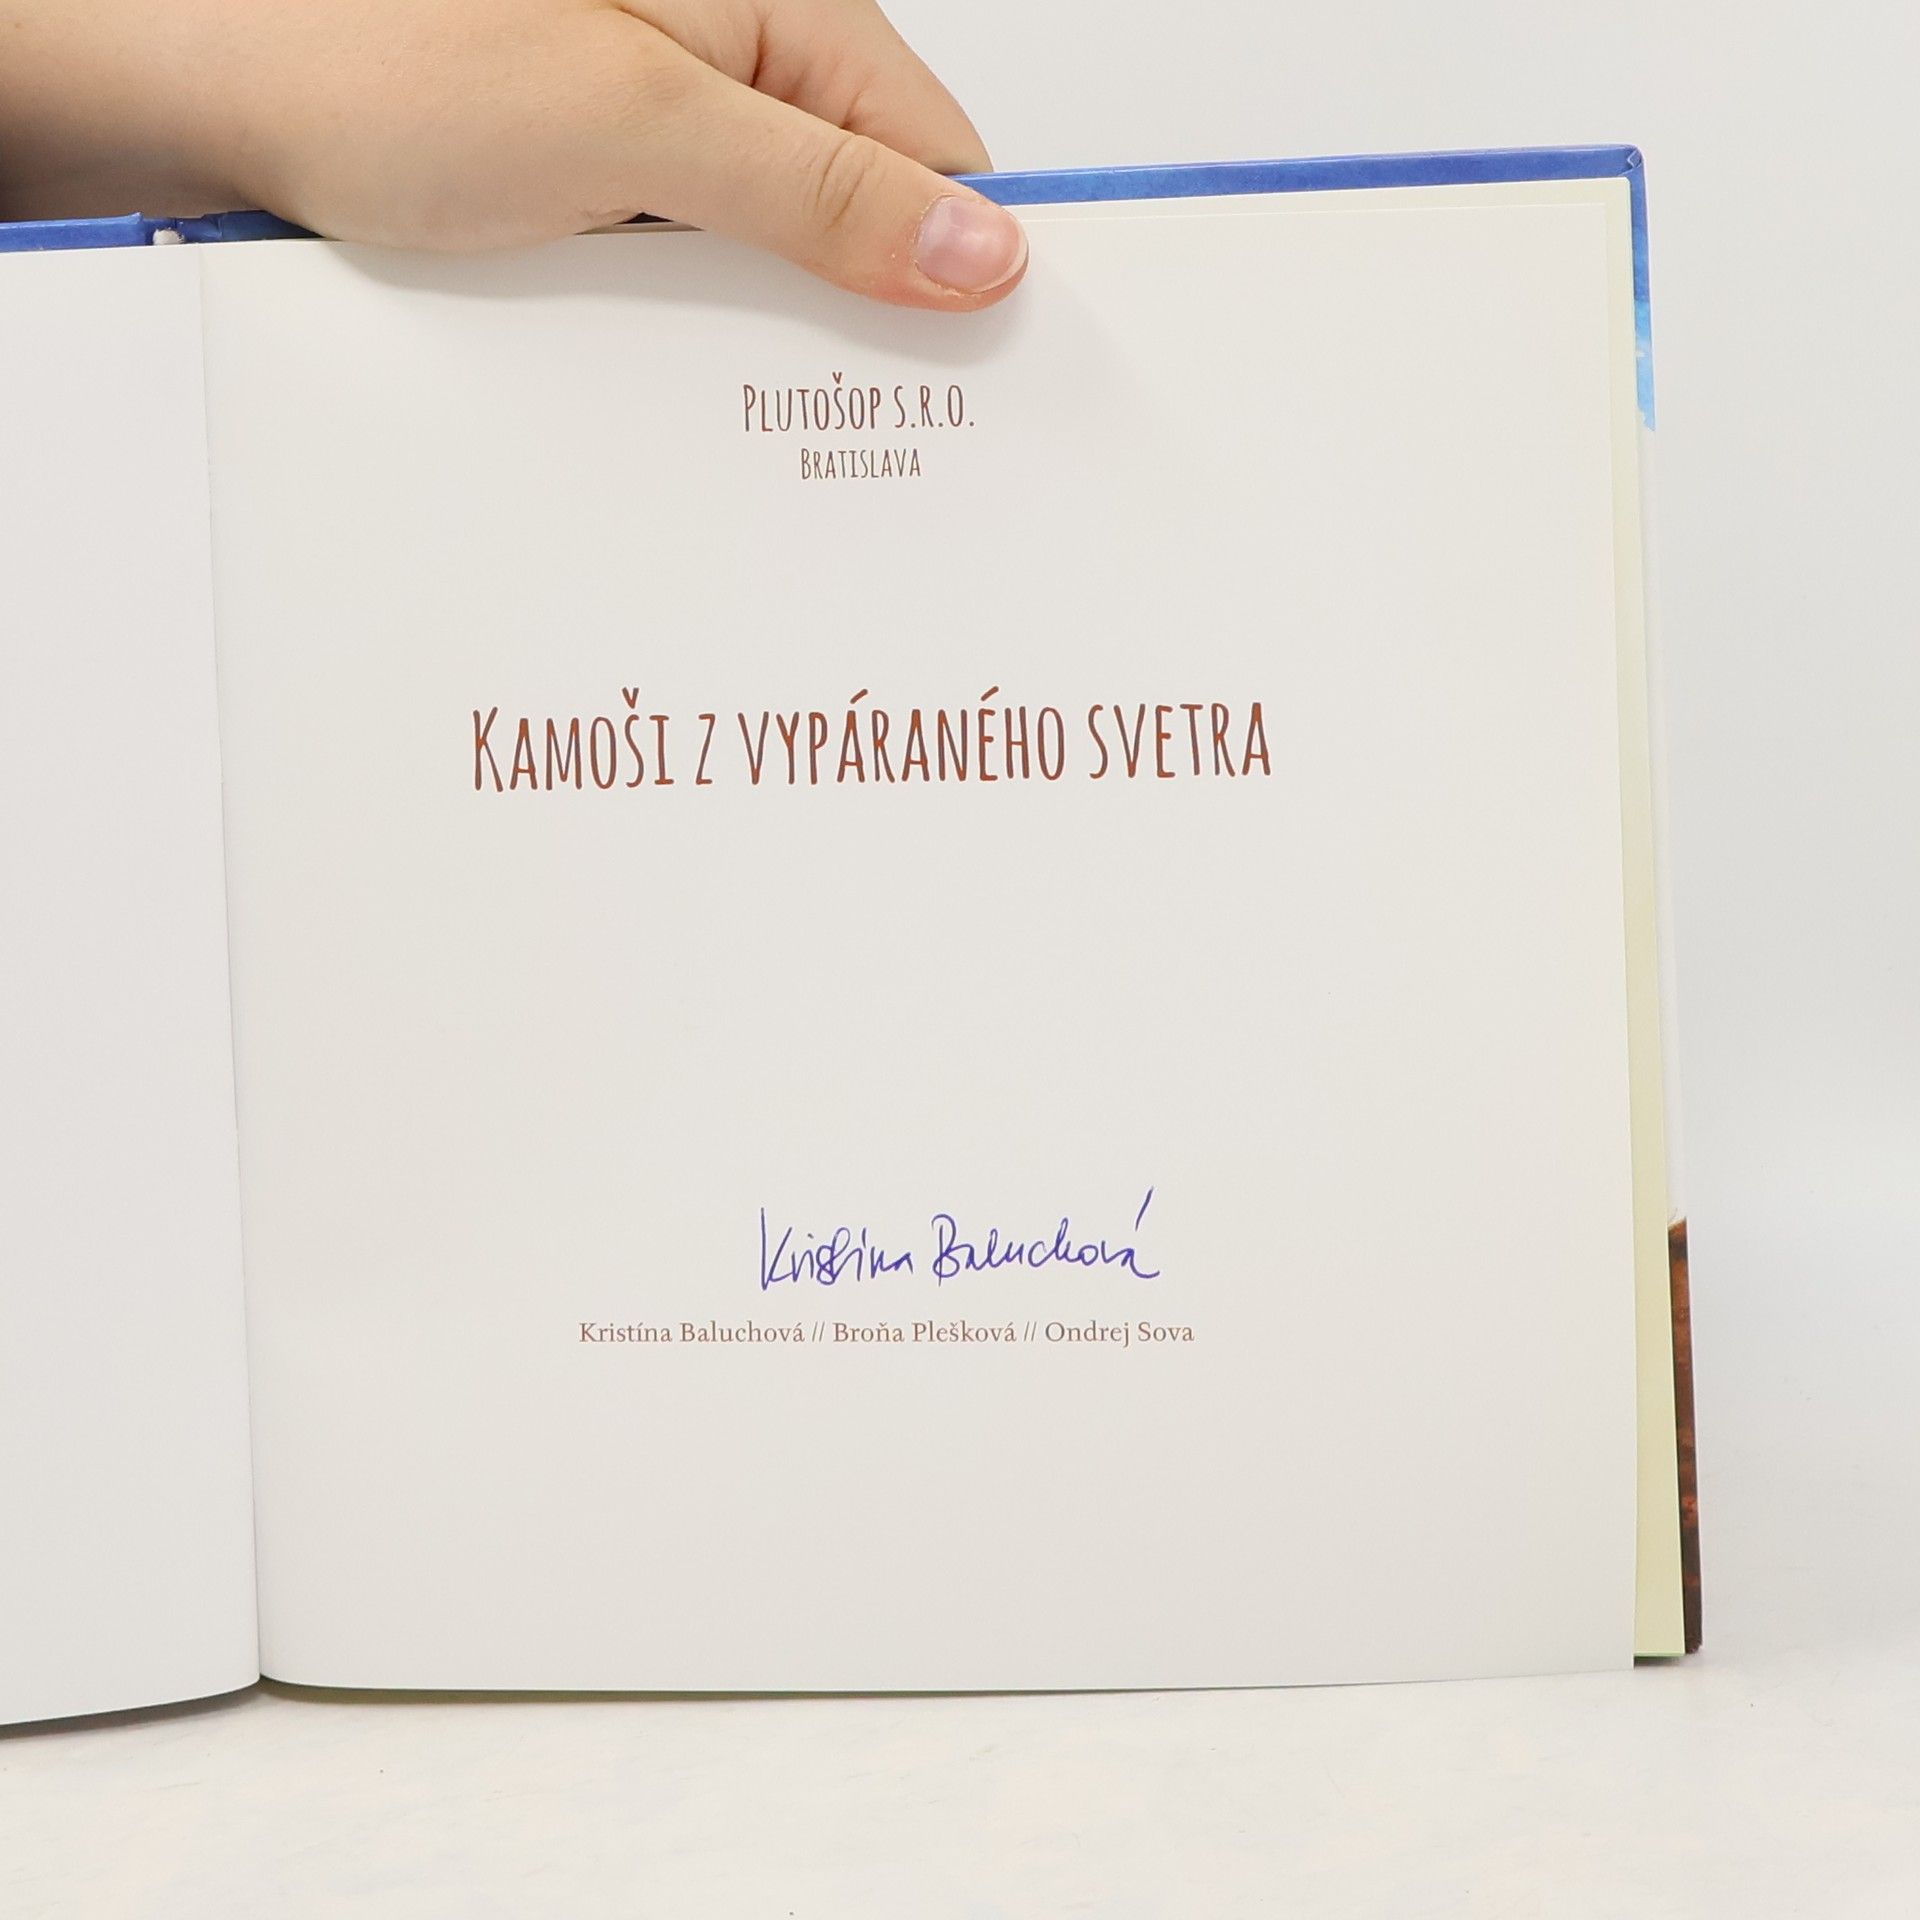 PLUTOŠOP S.R.O.
BRATISLAVA
KAMOŠI Z VYPÁRANÉHO SVETRA
Kristína Baluchová
Kristína Baluchová // Broňa Plešková // Ondrej Sova